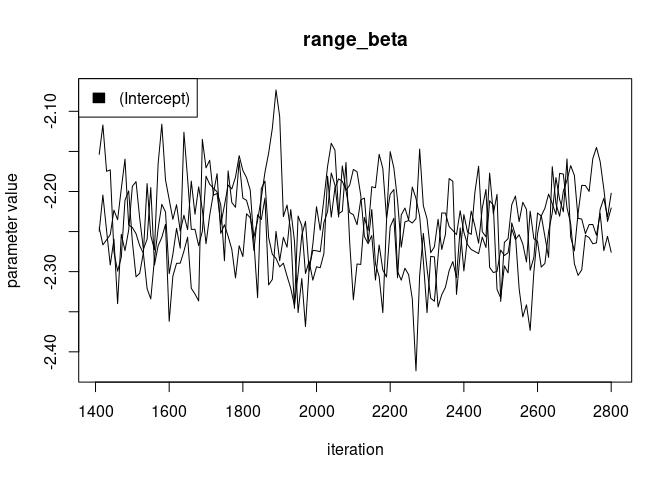 range_beta
(Intercept)
parameter value
-2.10
-2.20
-2.30
-2.40
1400 1600 1800 2000 2200 2400 2600 2800
iteration